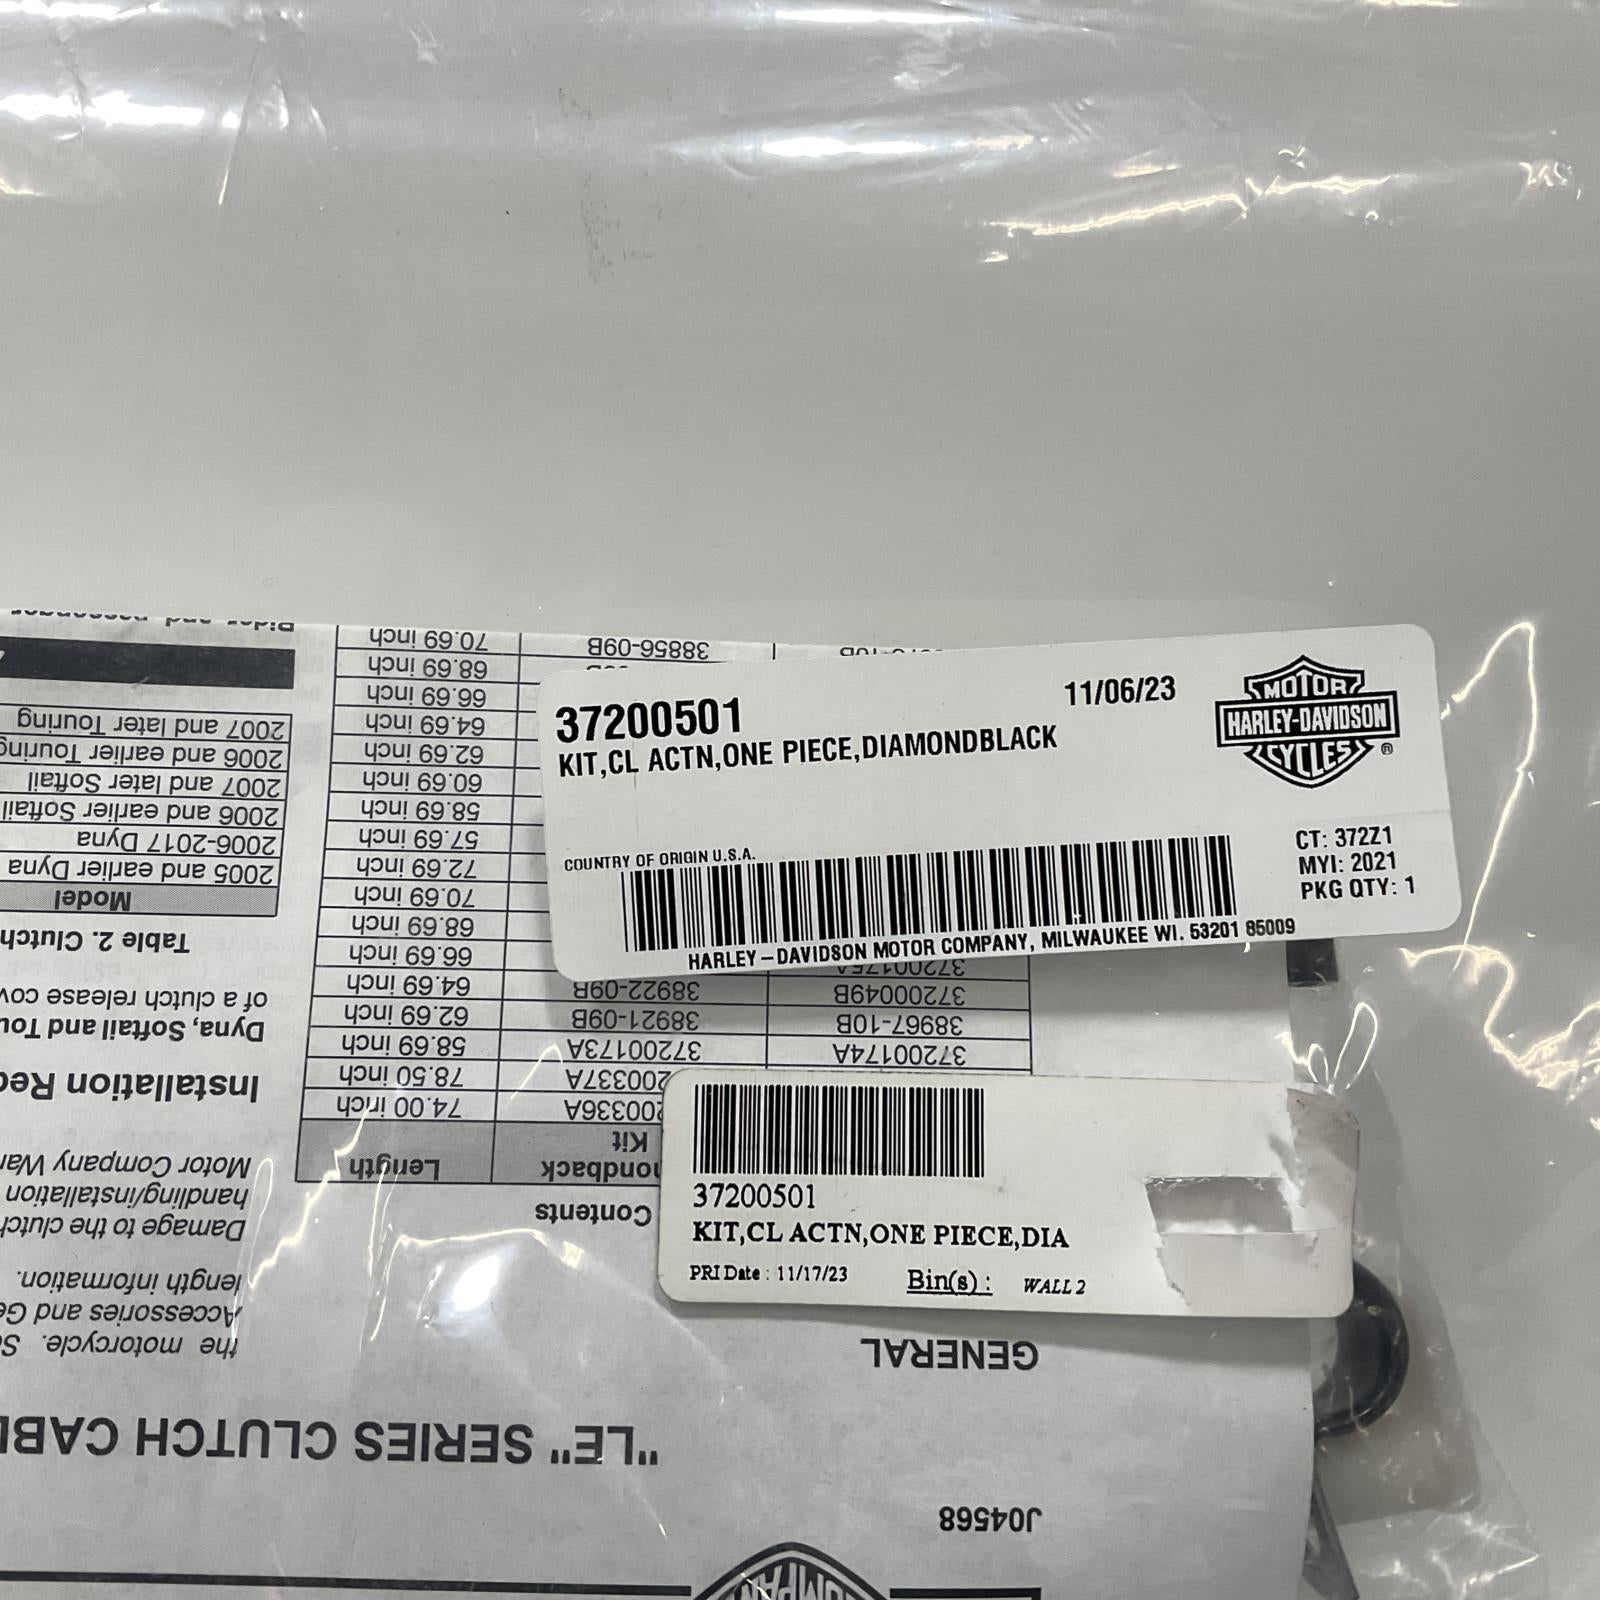 37200501
11/06/23
KIT,CL ACTN,ONE PIECE,DIAMONDBLACK
MOTOR
HARLEY-DAVIDSON
CYCLES
®
COUNTRY OF ORIGIN U.S.A.
CT: 372Z1
MYI: 2021
PKG QTY: 1
HARLEY-DAVIDSON MOTOR COMPANY, MILWAUKEE WI. 53201 85009
37200501
KIT,CL ACTN,ONE PIECE,DIA
PRI Date : 11/17/23
Bin(s) : WALL 2
J04568
"LE" SERIES CLUTCH
GENERAL
Contents
Kit
Length
74.00 inch
78.50 inch
37200174A
37200173A
58.69 inch
38967-10B
38921-09B
62.69 inch
37200049B
38922-09B
64.69 inch
37200175A
66.69 inch
68.69 inch
70.69 inch
72.69 inch
57.69 inch
58.69 inch
60.69 inch
62.69 inch
64.69 inch
66.69 inch
68.69 inch
38856-09B
70.69 inch
the motorcycle.
Accessories and
length information.
Damage to the
handling/installation
Motor Company
Installation
Dyna, Softail and
of a clutch release
Table 2. Clutch
Model
2005 and earlier Dyna
2006-2017 Dyna
2006 and earlier Softail
2007 and later Softail
2006 and earlier Touring
2007 and later Touring
Rider and passenger